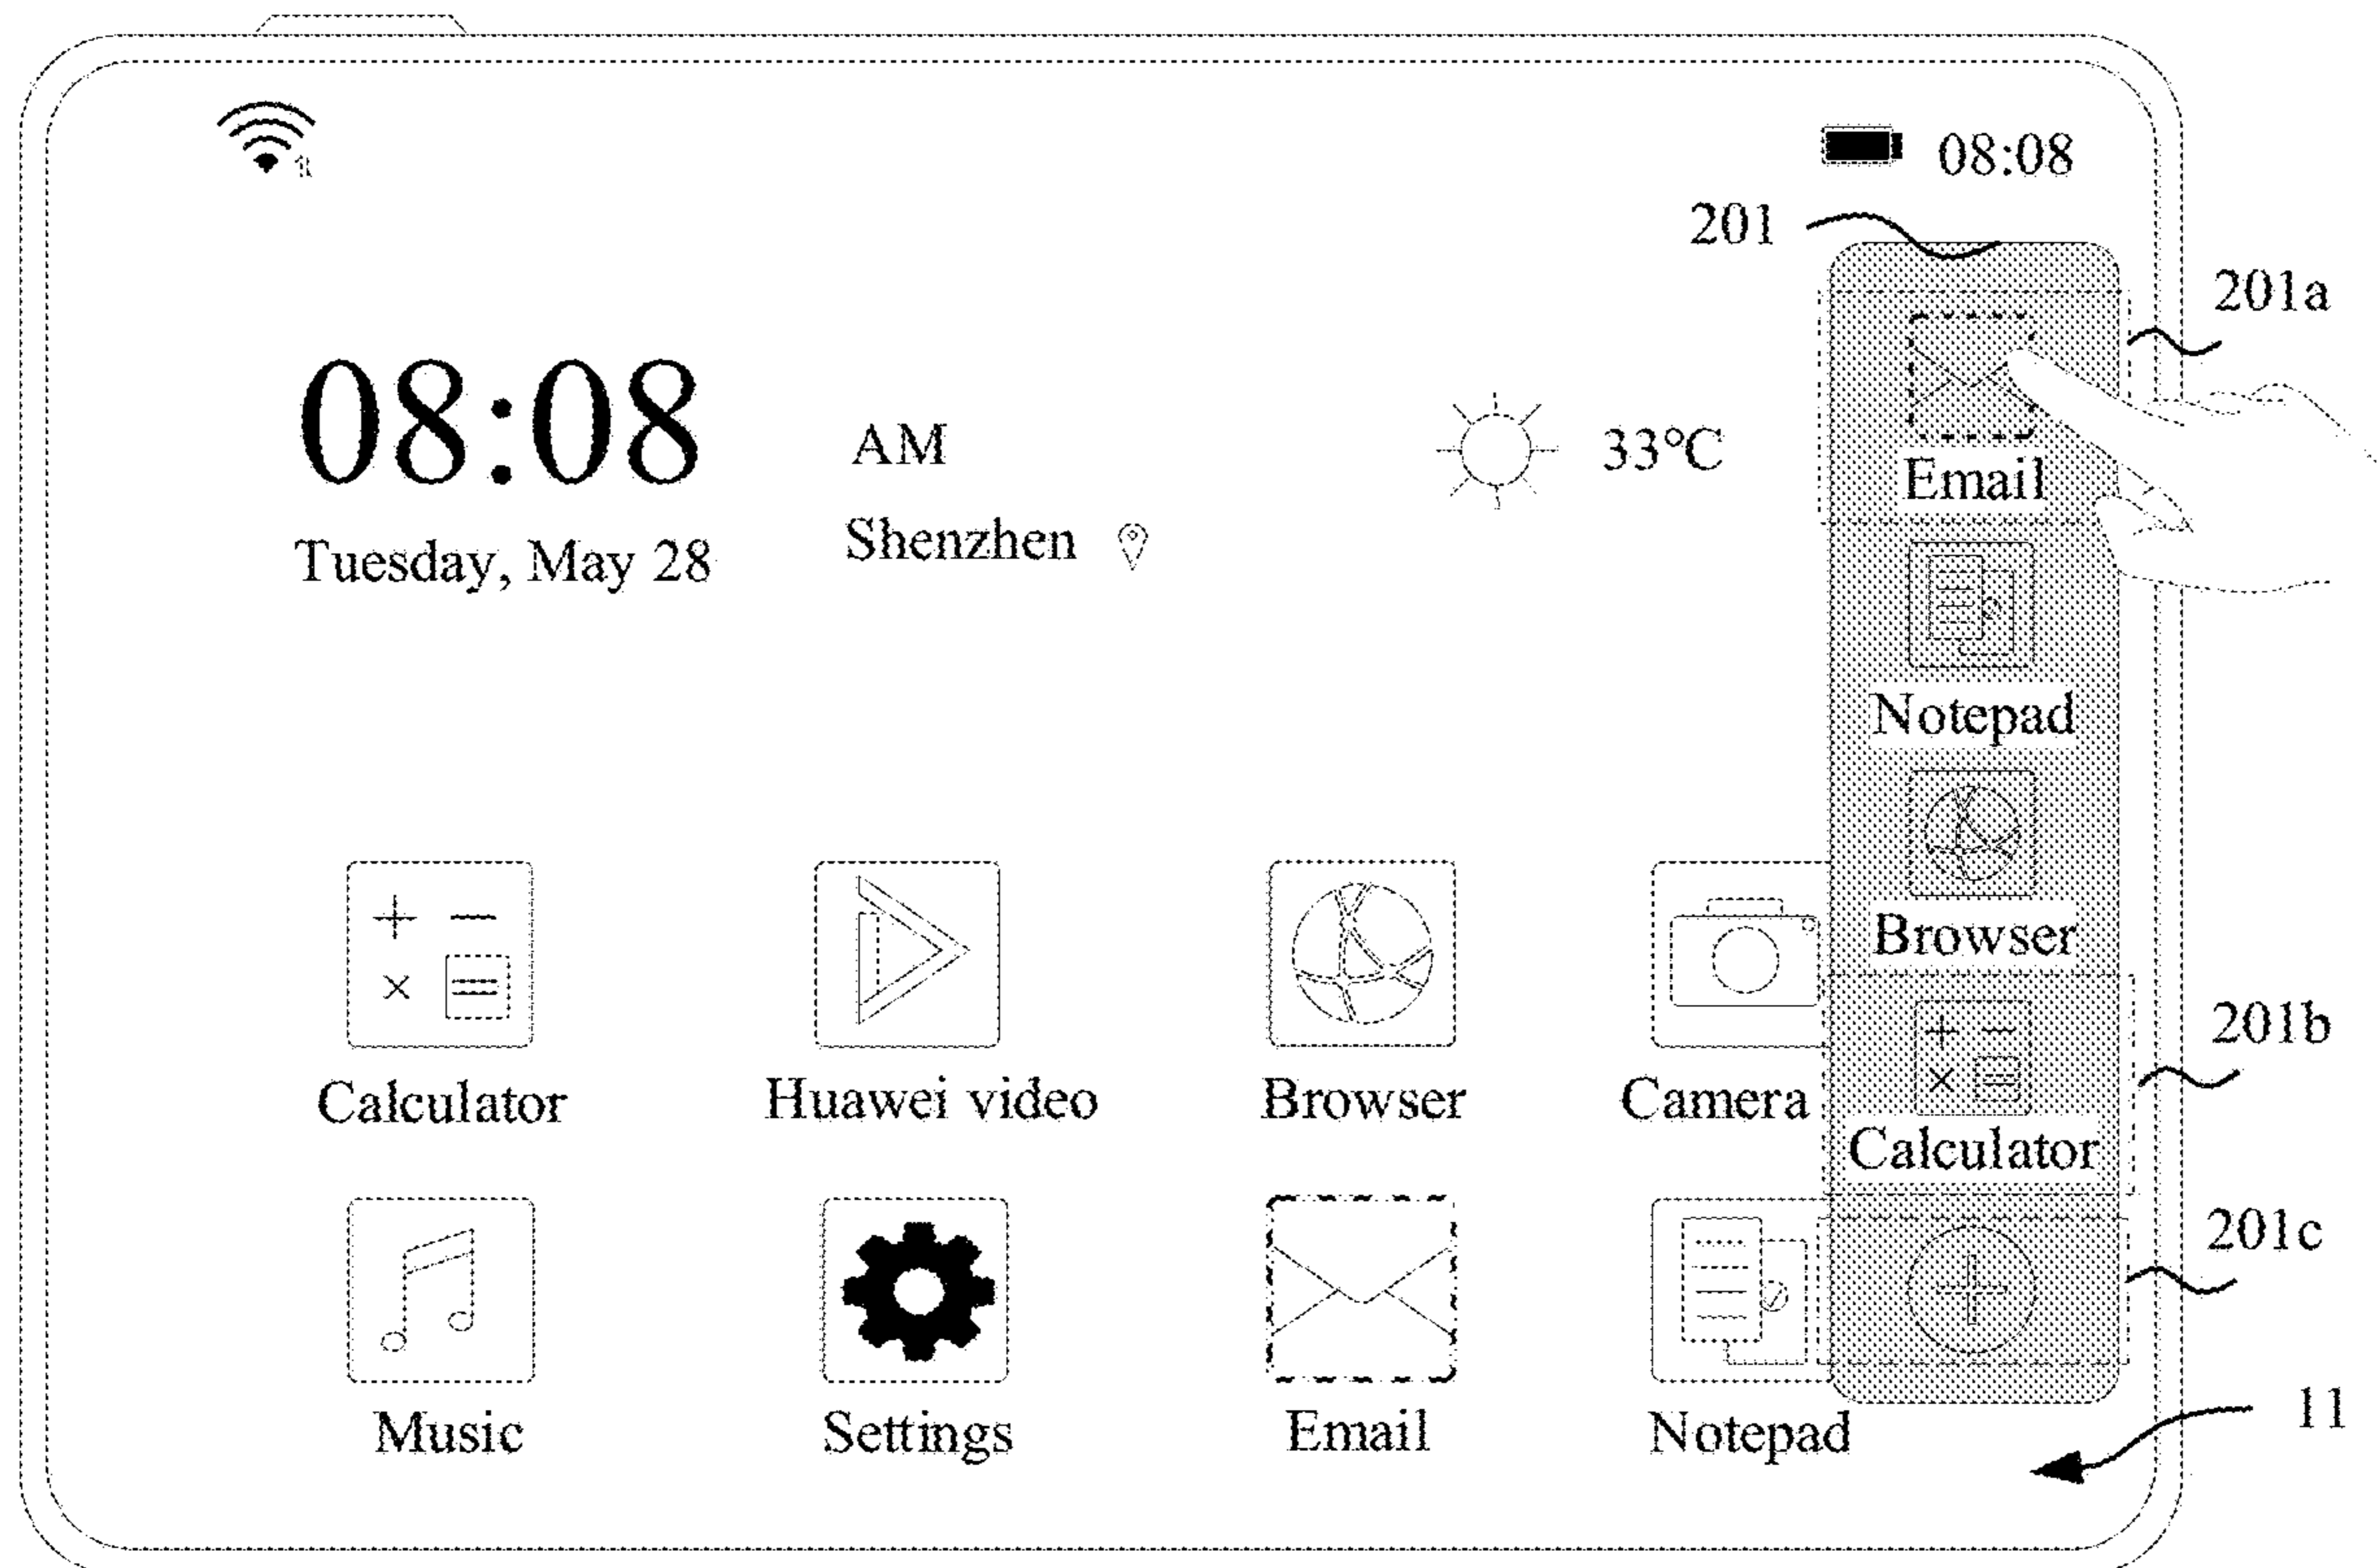 08:08
201
201a
08:08
AM
33°C
Shenzhen
Tuesday, May 28
Email
Notepad
Browser
201b
Calculator
Calculator
Huawei video
Browser
Camera
201c
Music
Settings
Email
Notepad
11